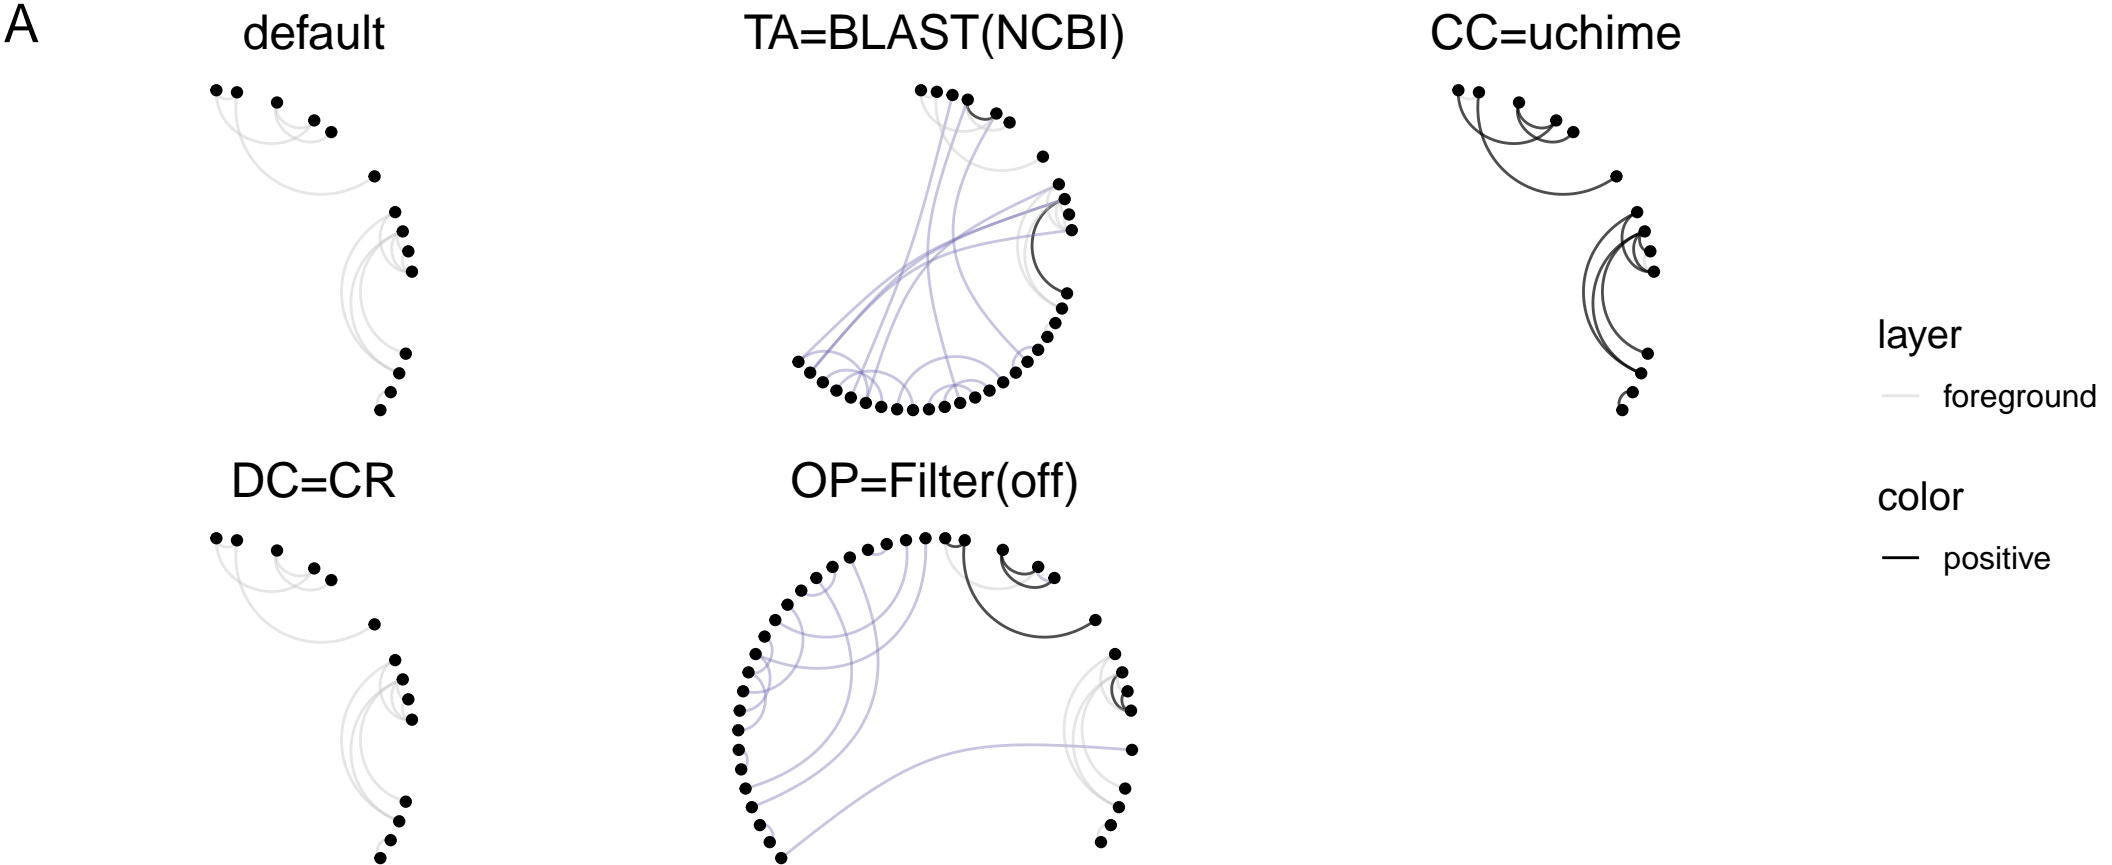 A
default
TA=BLAST(NCBI)
CC=uchime
layer
foreground
color
positive
DC=CR
OP=Filter(off)